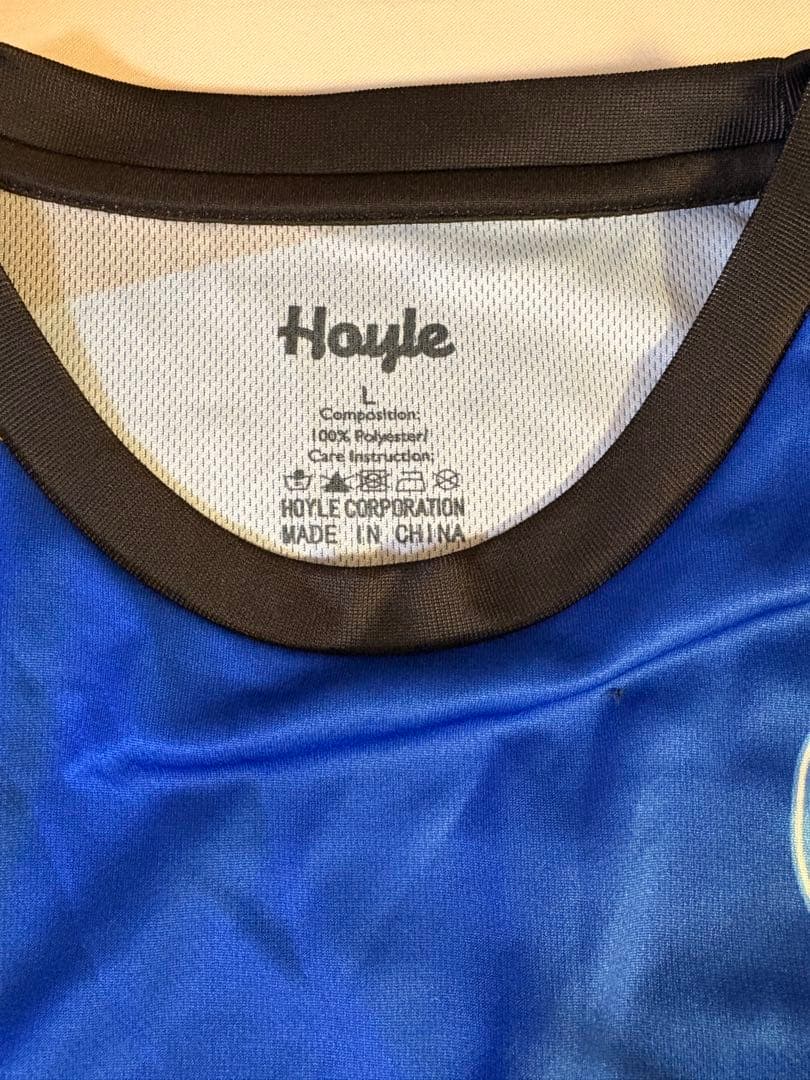 Hoyle
L
Composition:
100% Polyester/
Care Instruction:
HOYLE CORPORATION
MADE IN CHINA